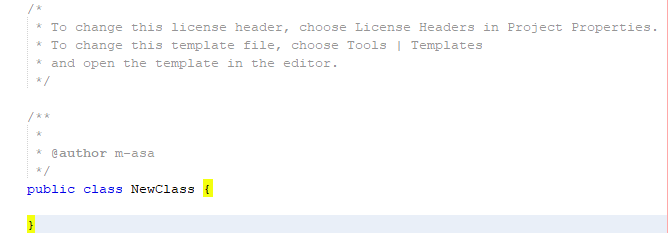 /*
 * To change this license header, choose License Headers in Project Properties.
 * To change this template file, choose Tools | Templates
 * and open the template in the editor.
 */
/**
 *
 * @author m-asa
 */
public class NewClass {
}